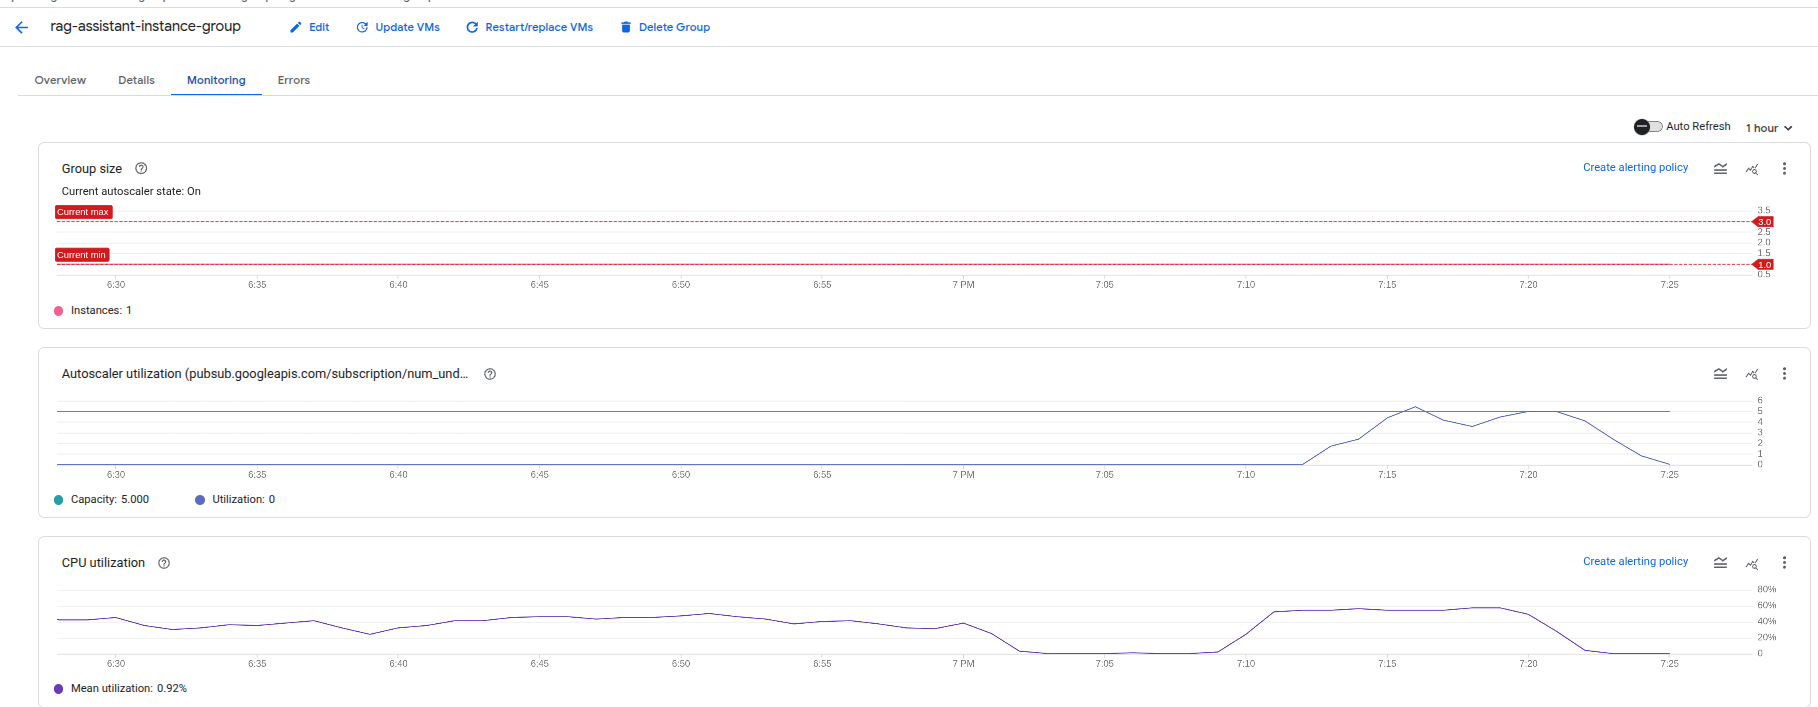 rag-assistant-instance-group Edit Update VMs Restart/replace VMs Delete Group
Overview Details Monitoring Errors
Auto Refresh 1 hour
Group size Create alerting policy
Current autoscaler state: On
Current max
3.5
3.0
2.5
2.0
Current min
1.5
1.0
0.5
6:30 6:35 6:40 6:45 6:50 6:55 7 PM 7:05 7:10 7:15 7:20 7:25
Instances: 1
Autoscaler utilization (pubsub.googleapis.com/subscription/num_und...
6
5
4
3
2
1
0
6:30 6:35 6:40 6:45 6:50 6:55 7 PM 7:05 7:10 7:15 7:20 7:25
Capacity: 5.000 Utilization: 0
CPU utilization Create alerting policy
80%
60%
40%
20%
0
6:30 6:35 6:40 6:45 6:50 6:55 7 PM 7:05 7:10 7:15 7:20 7:25
Mean utilization: 0.92%